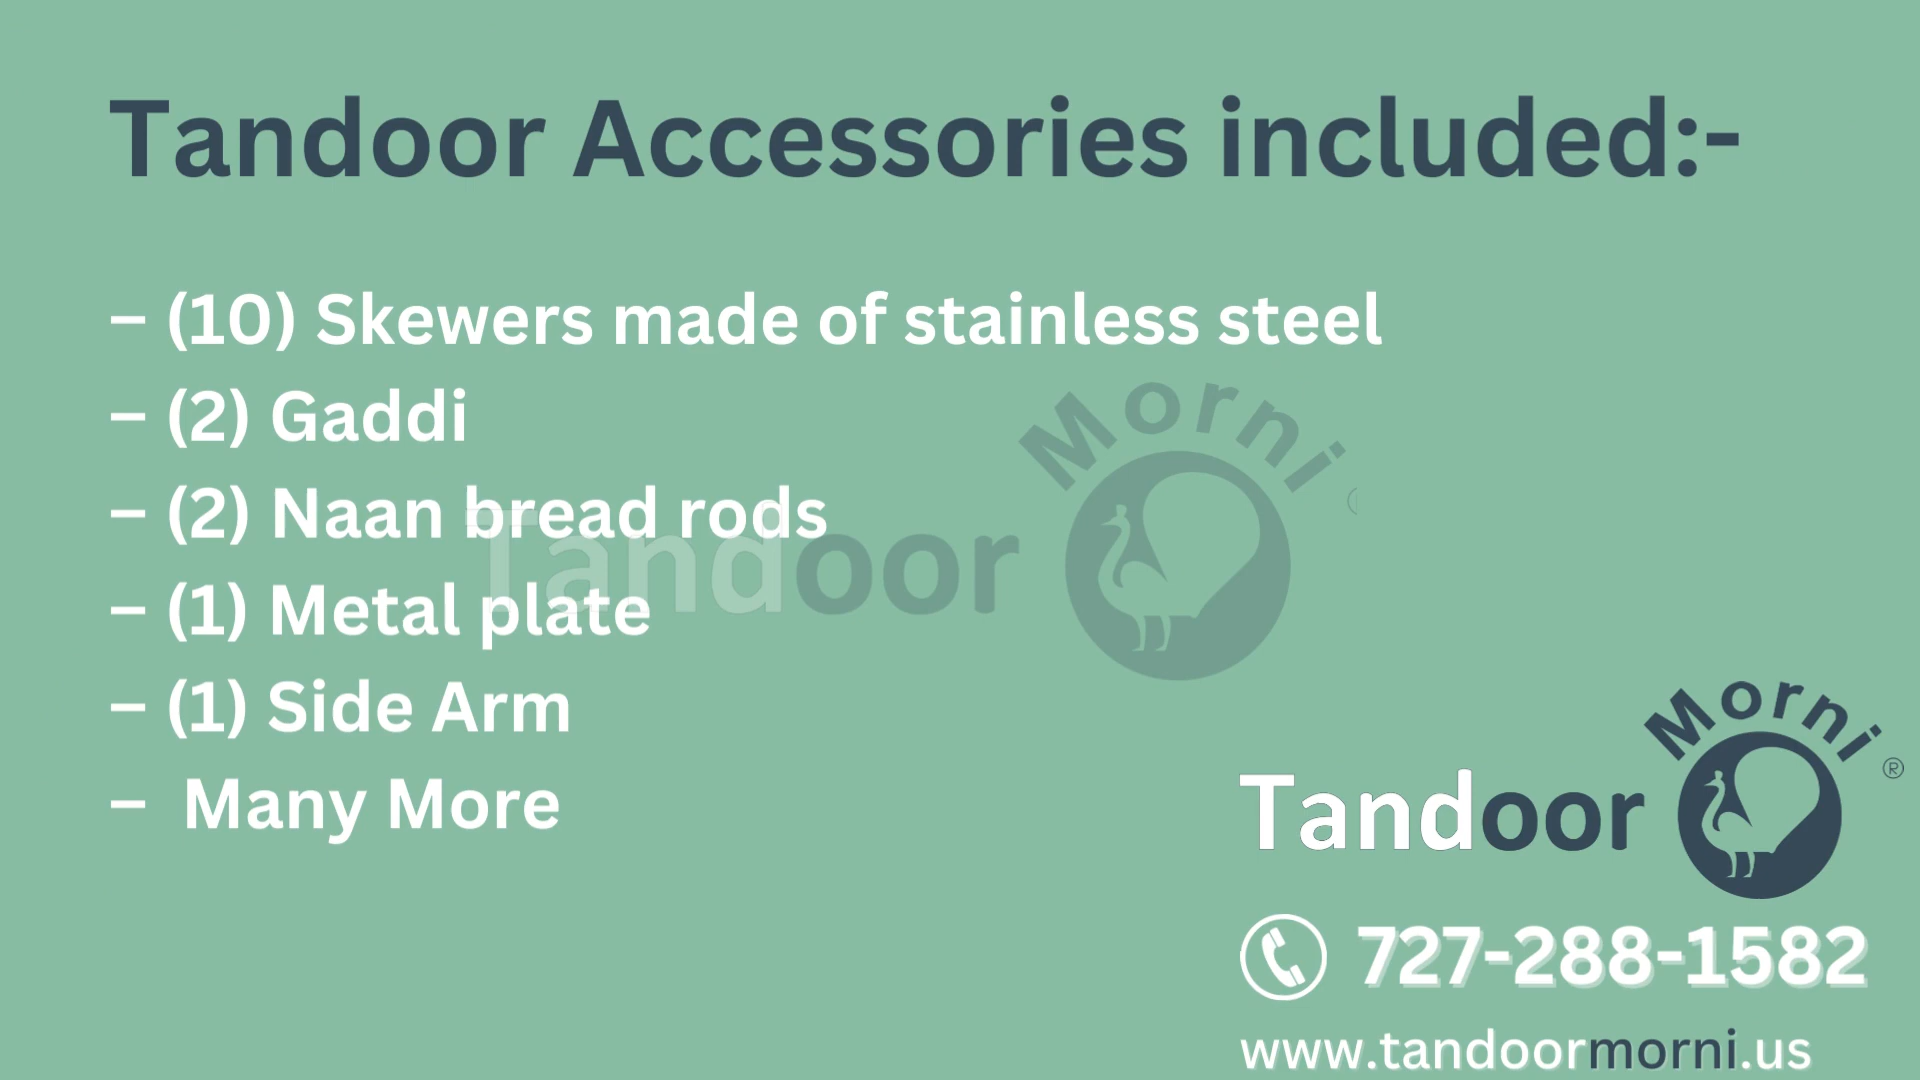 Tandoor Accessories included:-
– (10) Skewers made of stainless steel
– (2) Gaddi
– (2) Naan bread rods
– (1) Metal plate
– (1) Side Arm
– Many More
Morni
Tandoor
Morni ®
Tandoor
727-288-1582
www.tandoormorni.us